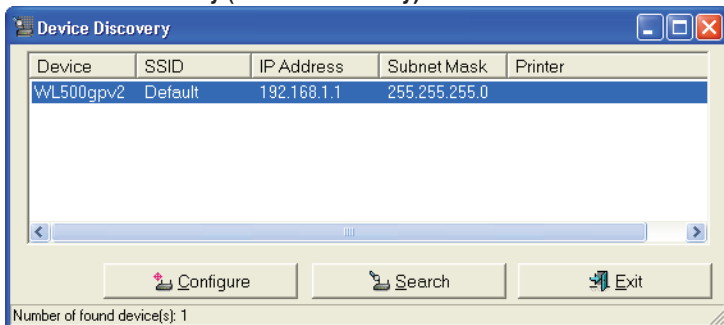 Device Discovery
Device SSID IP Address Subnet Mask Printer
WL500gpv2 Default 192.168.1.1 255.255.255.0
Configure Search Exit
Number of found device(s): 1